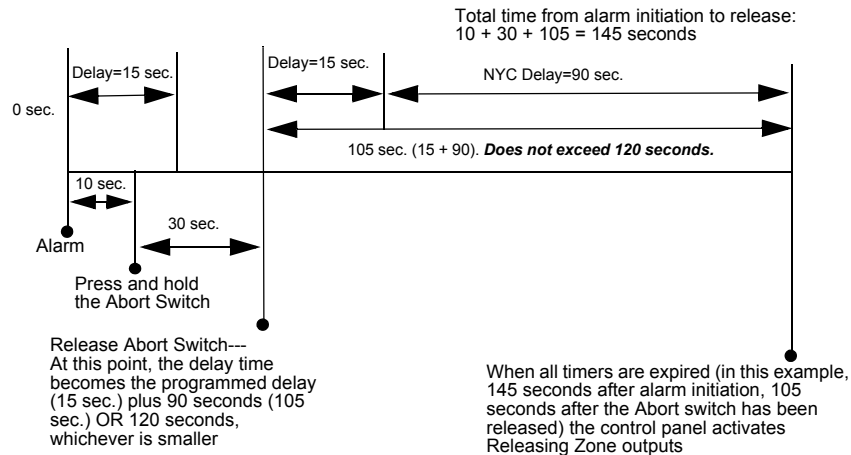 Total time from alarm initiation to release:
10 + 30 + 105 = 145 seconds
Delay=15 sec.
Delay=15 sec.
NYC Delay=90 sec.
0 sec.
105 sec. (15 + 90). Does not exceed 120 seconds.
10 sec.
30 sec.
Alarm
Press and hold
the Abort Switch
Release Abort Switch---
At this point, the delay time
becomes the programmed delay
(15 sec.) plus 90 seconds (105
sec.) OR 120 seconds,
whichever is smaller
When all timers are expired (in this example,
145 seconds after alarm initiation, 105
seconds after the Abort switch has been
released) the control panel activates
Releasing Zone outputs